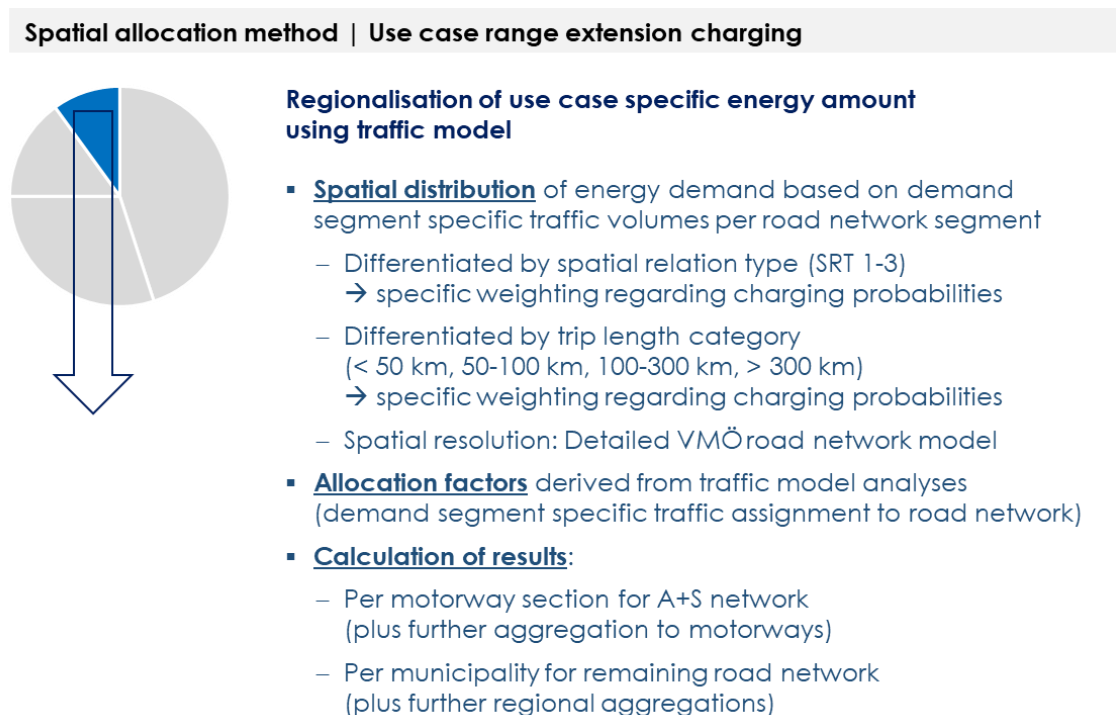 Spatial allocation method | Use case range extension charging
Regionalisation of use case specific energy amount
using traffic model
▪ Spatial distribution of energy demand based on demand
segment specific traffic volumes per road network segment
– Differentiated by spatial relation type (SRT 1-3)
→ specific weighting regarding charging probabilities
– Differentiated by trip length category
(< 50 km, 50-100 km, 100-300 km, > 300 km)
→ specific weighting regarding charging probabilities
– Spatial resolution: Detailed VMÖ road network model
▪ Allocation factors derived from traffic model analyses
(demand segment specific traffic assignment to road network)
▪ Calculation of results:
– Per motorway section for A+S network
(plus further aggregation to motorways)
– Per municipality for remaining road network
(plus further regional aggregations)